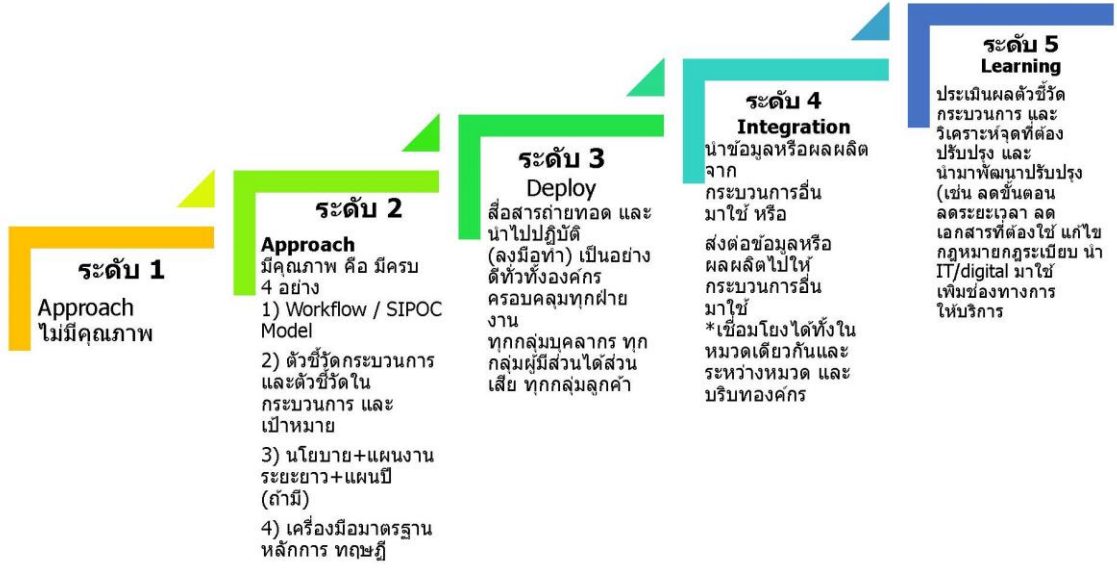 ระดับ 1
Approach
ไม่มีคุณภาพ
ระดับ 2
Approach
มีคุณภาพ คือ มีครบ
4 อย่าง
1) Workflow / SIPOC
Model
2) ตัวชี้วัดกระบวนการ
และตัวชี้วัดใน
กระบวนการ และ
เป้าหมาย
3) นโยบาย+แผนงาน
ระยะยาว+แผนปี
(ถ้ามี)
4) เครื่องมือมาตรฐาน
หลักการ ทฤษฎี
ระดับ 3
Deploy
สื่อสารถ่ายทอด และ
นำไปปฏิบัติ
(ลงมือทำ) เป็นอย่าง
ดีทั่วทั้งองค์กร
ครอบคลุมทุกฝ่าย
งาน
ทุกกลุ่มบุคลากร ทุก
กลุ่มผู้มีส่วนได้ส่วน
เสีย ทุกกลุ่มลูกค้า
ระดับ 4
Integration
นำข้อมูลหรือผลผลิต
จาก
กระบวนการอื่น
มาใช้ หรือ
ส่งต่อข้อมูลหรือ
ผลผลิตไปให้
กระบวนการอื่น
มาใช้
*เชื่อมโยงได้ทั้งใน
หมวดเดียวกันและ
ระหว่างหมวด และ
บริบทองค์กร
ระดับ 5
Learning
ประเมินผลตัวชี้วัด
กระบวนการ และ
วิเคราะห์จุดที่ต้อง
ปรับปรุง และ
นำมาพัฒนาปรับปรุง
(เช่น ลดขั้นตอน
ลดระยะเวลา ลด
เอกสารที่ต้องใช้ แก้ไข
กฎหมายกฎระเบียบ นำ
IT/digital มาใช้
เพิ่มช่องทางการ
ให้บริการ